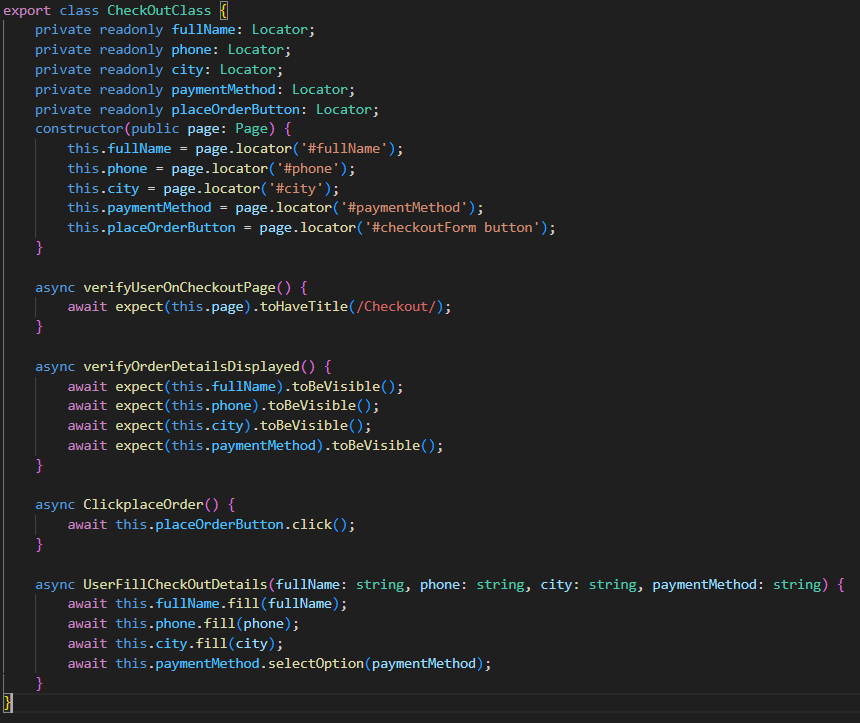 export class CheckOutClass {
    private readonly fullName: Locator;
    private readonly phone: Locator;
    private readonly city: Locator;
    private readonly paymentMethod: Locator;
    private readonly placeOrderButton: Locator;
    constructor(public page: Page) {
        this.fullName = page.locator('#fullName');
        this.phone = page.locator('#phone');
        this.city = page.locator('#city');
        this.paymentMethod = page.locator('#paymentMethod');
        this.placeOrderButton = page.locator('#checkoutForm button');
    }

    async verifyUserOnCheckoutPage() {
        await expect(this.page).toHaveTitle(/Checkout/);
    }

    async verifyOrderDetailsDisplayed() {
        await expect(this.fullName).toBeVisible();
        await expect(this.phone).toBeVisible();
        await expect(this.city).toBeVisible();
        await expect(this.paymentMethod).toBeVisible();
    }

    async ClickplaceOrder() {
        await this.placeOrderButton.click();
    }

    async UserFillCheckOutDetails(fullName: string, phone: string, city: string, paymentMethod: string) {
        await this.fullName.fill(fullName);
        await this.phone.fill(phone);
        await this.city.fill(city);
        await this.paymentMethod.selectOption(paymentMethod);
    }
}